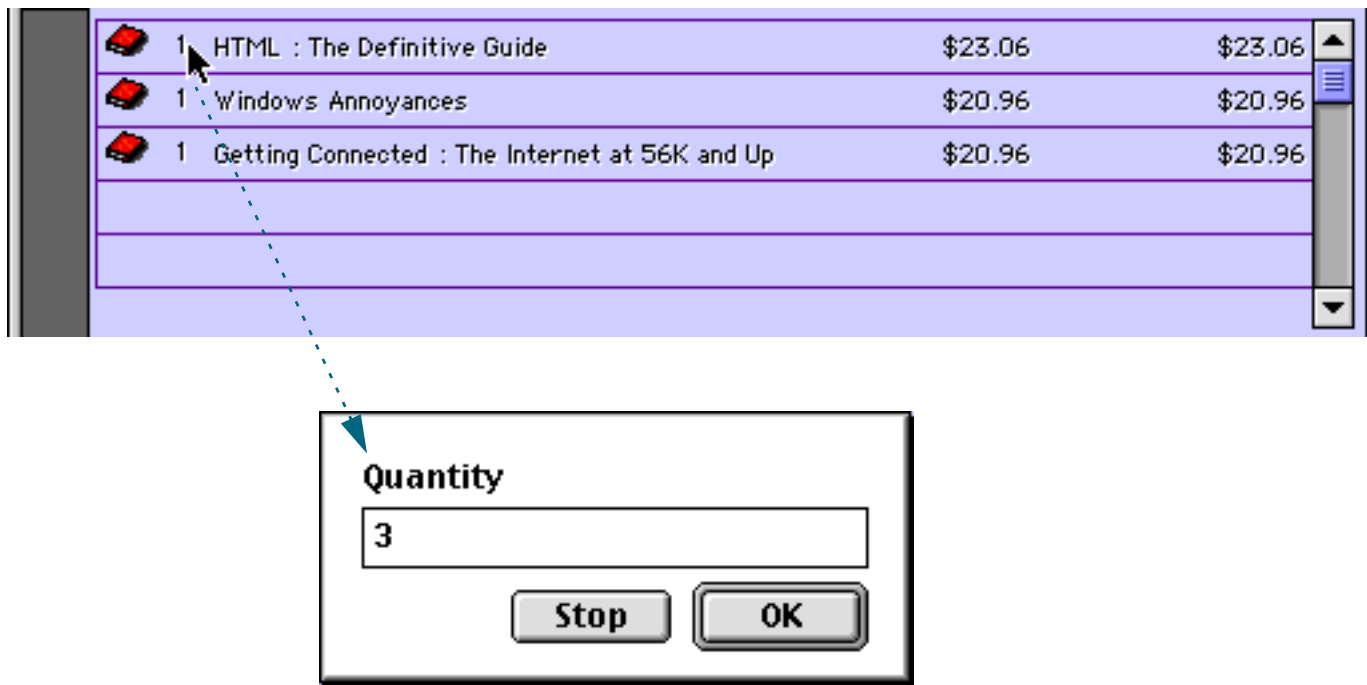 1 HTML : The Definitive Guide $23.06 $23.06
1 Windows Annoyances $20.96 $20.96
1 Getting Connected : The Internet at 56K and Up $20.96 $20.96
Quantity
3
Stop OK